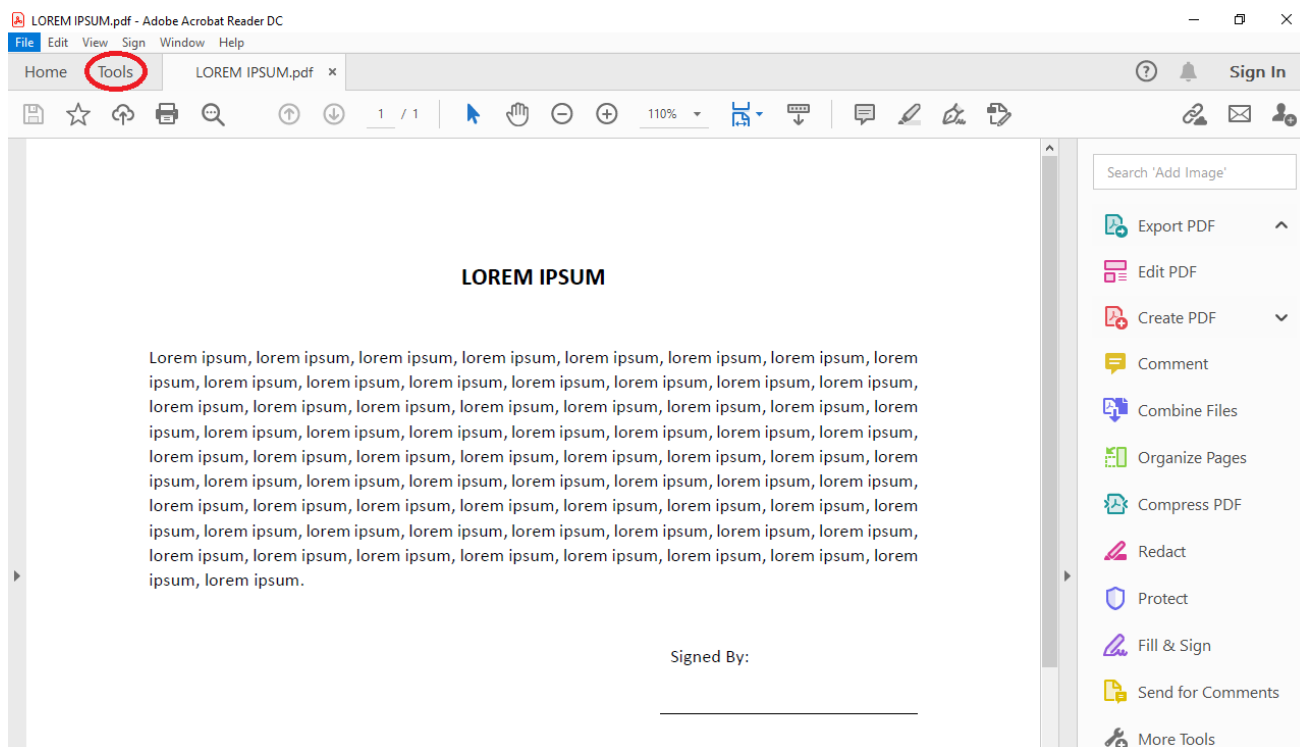 LOREM IPSUM.pdf - Adobe Acrobat Reader DC
File Edit View Sign Window Help
Home Tools LOREM IPSUM.pdf × ? Sign In
1 / 1 110%
Search 'Add Image'
Export PDF
Edit PDF
Create PDF
Comment
Combine Files
Organize Pages
Compress PDF
Redact
Protect
Fill & Sign
Send for Comments
More Tools
LOREM IPSUM
Lorem ipsum, lorem ipsum, lorem ipsum, lorem ipsum, lorem ipsum, lorem ipsum, lorem ipsum, lorem
ipsum, lorem ipsum, lorem ipsum, lorem ipsum, lorem ipsum, lorem ipsum, lorem ipsum, lorem ipsum,
lorem ipsum, lorem ipsum, lorem ipsum, lorem ipsum, lorem ipsum, lorem ipsum, lorem ipsum, lorem
ipsum, lorem ipsum, lorem ipsum, lorem ipsum, lorem ipsum, lorem ipsum, lorem ipsum, lorem ipsum,
lorem ipsum, lorem ipsum, lorem ipsum, lorem ipsum, lorem ipsum, lorem ipsum, lorem ipsum, lorem
ipsum, lorem ipsum, lorem ipsum, lorem ipsum, lorem ipsum, lorem ipsum, lorem ipsum, lorem ipsum,
lorem ipsum, lorem ipsum, lorem ipsum, lorem ipsum, lorem ipsum, lorem ipsum, lorem ipsum, lorem
ipsum, lorem ipsum, lorem ipsum, lorem ipsum, lorem ipsum, lorem ipsum, lorem ipsum, lorem ipsum,
lorem ipsum, lorem ipsum, lorem ipsum, lorem ipsum, lorem ipsum, lorem ipsum, lorem ipsum, lorem
ipsum, lorem ipsum.
Signed By: